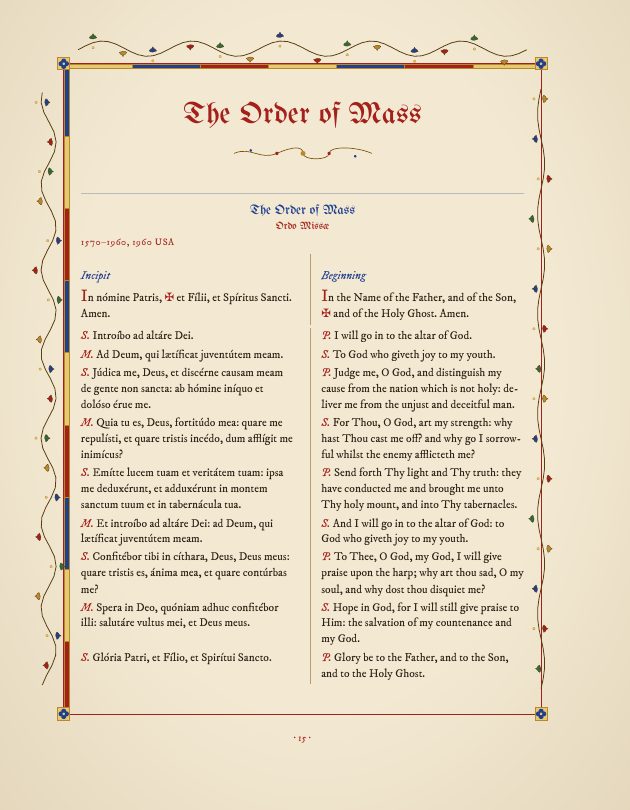 The Order of Mass
The Order of Mass
Ordo Missæ
1570–1960, 1960 USA
Incipit
In nómine Patris, ✠ et Fílii, et Spíritus Sancti.
Amen.
S. Introíbo ad altáre Dei.
M. Ad Deum, qui lætíficat juventútem meam.
S. Júdica me, Deus, et discérne causam meam
de gente non sancta: ab hómine iníquo et
dolóso érue me.
M. Quia tu es, Deus, fortitúdo mea: quare me
repulísti, et quare tristis incédo, dum afflígit me
inimícus?
S. Emítte lucem tuam et veritátem tuam: ipsa
me deduxérunt, et adduxérunt in montem
sanctum tuum et in tabernácula tua.
M. Et introíbo ad altáre Dei: ad Deum, qui
lætíficat juventútem meam.
S. Confitébor tibi in cíthara, Deus, Deus meus:
quare tristis es, ánima mea, et quare contúrbas
me?
M. Spera in Deo, quóniam adhuc confitébor
illi: salutáre vultus mei, et Deus meus.
S. Glória Patri, et Fílio, et Spirítui Sancto.
Beginning
In the Name of the Father, and of the Son,
✠ and of the Holy Ghost. Amen.
P. I will go in to the altar of God.
S. To God who giveth joy to my youth.
P. Judge me, O God, and distinguish my
cause from the nation which is not holy: de-
liver me from the unjust and deceitful man.
S. For Thou, O God, art my strength: why
hast Thou cast me off? and why go I sorrow-
ful whilst the enemy afflicteth me?
P. Send forth Thy light and Thy truth: they
have conducted me and brought me unto
Thy holy mount, and into Thy tabernacles.
S. And I will go in to the altar of God: to
God who giveth joy to my youth.
P. To Thee, O God, my God, I will give
praise upon the harp; why art thou sad, O my
soul, and why dost thou disquiet me?
S. Hope in God, for I will still give praise to
Him: the salvation of my countenance and
my God.
P. Glory be to the Father, and to the Son,
and to the Holy Ghost.
· 15 ·